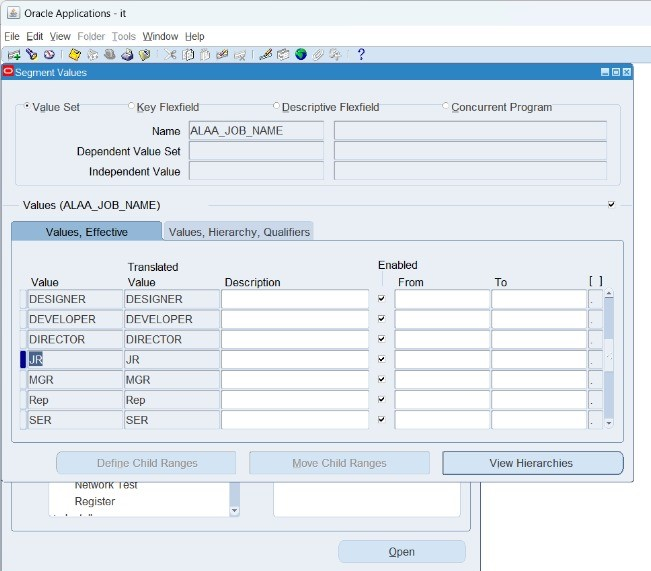 Oracle Applications - it
File Edit View Folder Tools Window Help
?
Segment Values
Value Set Key Flexfield Descriptive Flexfield Concurrent Program
Name ALAA_JOB_NAME
Dependent Value Set
Independent Value
Values (ALAA_JOB_NAME)
Values, Effective Values, Hierarchy, Qualifiers
Translated Enabled
Value Value Description From To [ ]
DESIGNER DESIGNER .
DEVELOPER DEVELOPER .
DIRECTOR DIRECTOR .
JR JR .
MGR MGR .
Rep Rep .
SER SER .
Define Child Ranges Move Child Ranges View Hierarchies
Network Test
Register
Open